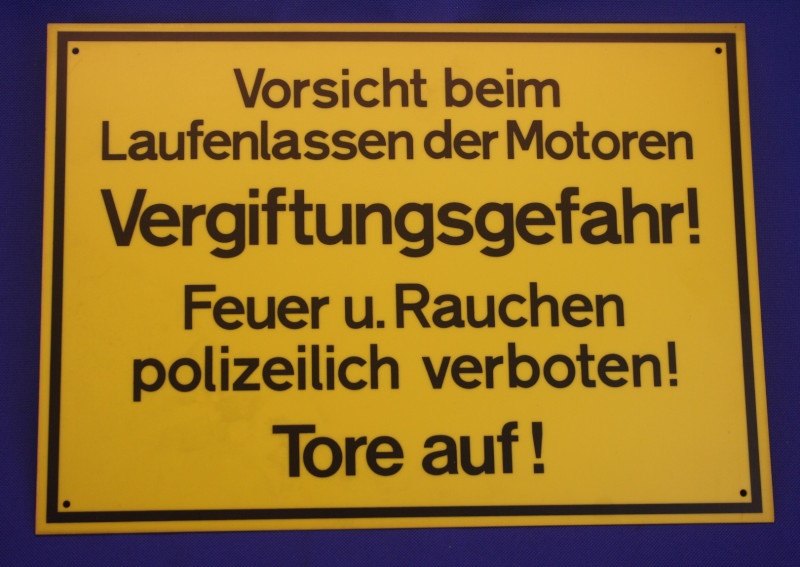 Vorsicht beim
Laufenlassen der Motoren
Vergiftungsgefahr!
Feuer u. Rauchen
polizeilich verboten!
Tore auf!